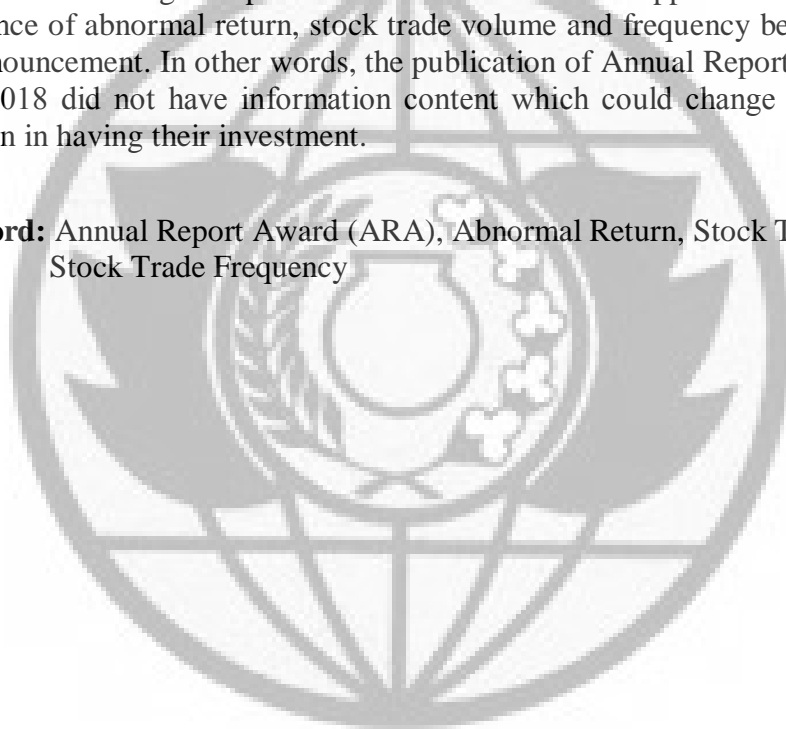 nce of abnormal return, stock trade volume and frequency be
nouncement. In other words, the publication of Annual Report
018 did not have information content which could change
n in having their investment.
ord: Annual Report Award (ARA), Abnormal Return, Stock T
Stock Trade Frequency